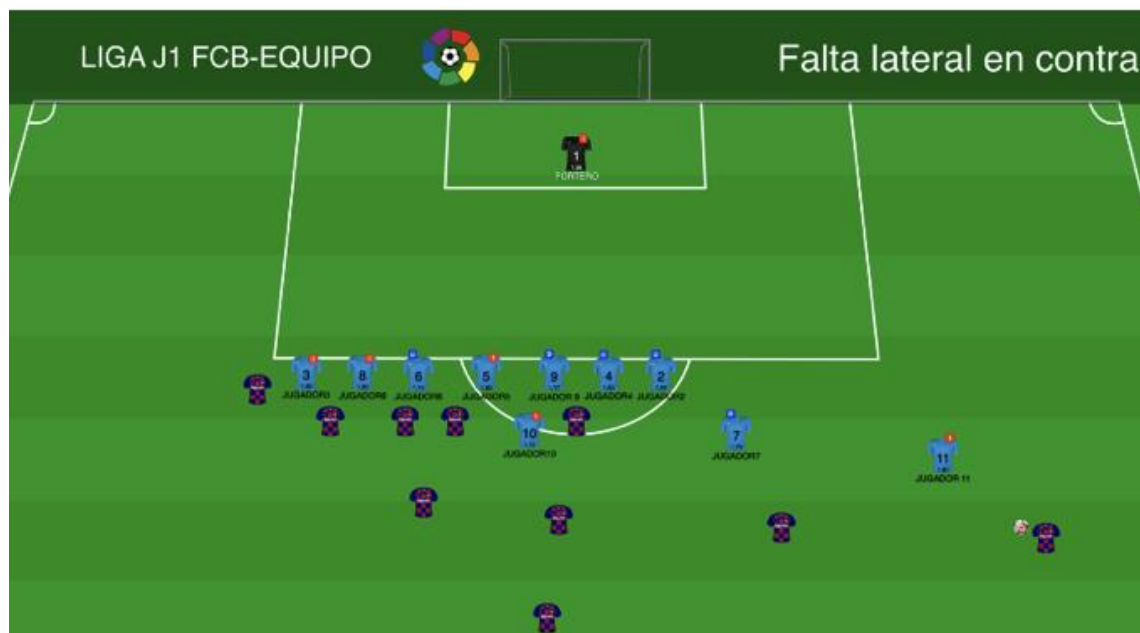 LIGA J1 FCB-EQUIPO
Falta lateral en contra
1
PORTERO
3
JUGADOR3
8
JUGADOR8
6
JUGADOR6
5
JUGADOR5
9
JUGADOR 9
4
JUGADOR4
2
JUGADOR2
10
JUGADOR10
7
JUGADOR7
11
JUGADOR 11